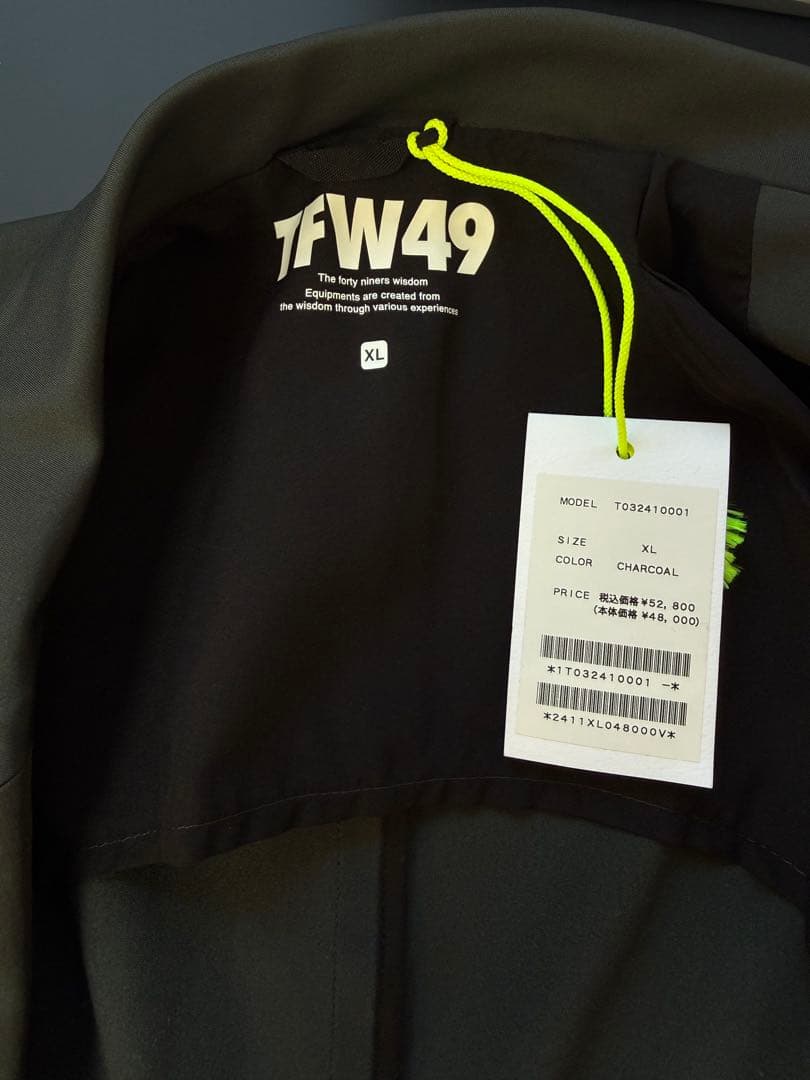 TFW49
The forty niners wisdom
Equipments are created from
the wisdom through various experiences
XL
MODEL T032410001
SIZE XL
COLOR CHARCOAL
PRICE 税込価格¥52,800
(本体価格 ¥48,000)
*1T032410001 -*
*2411XL048000V*